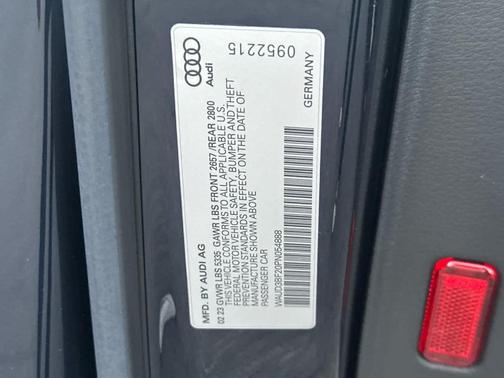 MFD. BY AUDI AG
02 23 GVWR LBS 5335 GAWR LBS FRONT 2657 /REAR 2800
THIS VEHICLE CONFORMS TO ALL APPLICABLE U.S.
FEDERAL MOTOR VEHICLE SAFETY, BUMPER AND THEFT
PREVENTION STANDARDS IN EFFECT ON THE DATE OF
MANUFACTURE SHOWN ABOVE
PASSENGER CAR
WAUD3BF20PN054888
Audi
0952215
GERMANY